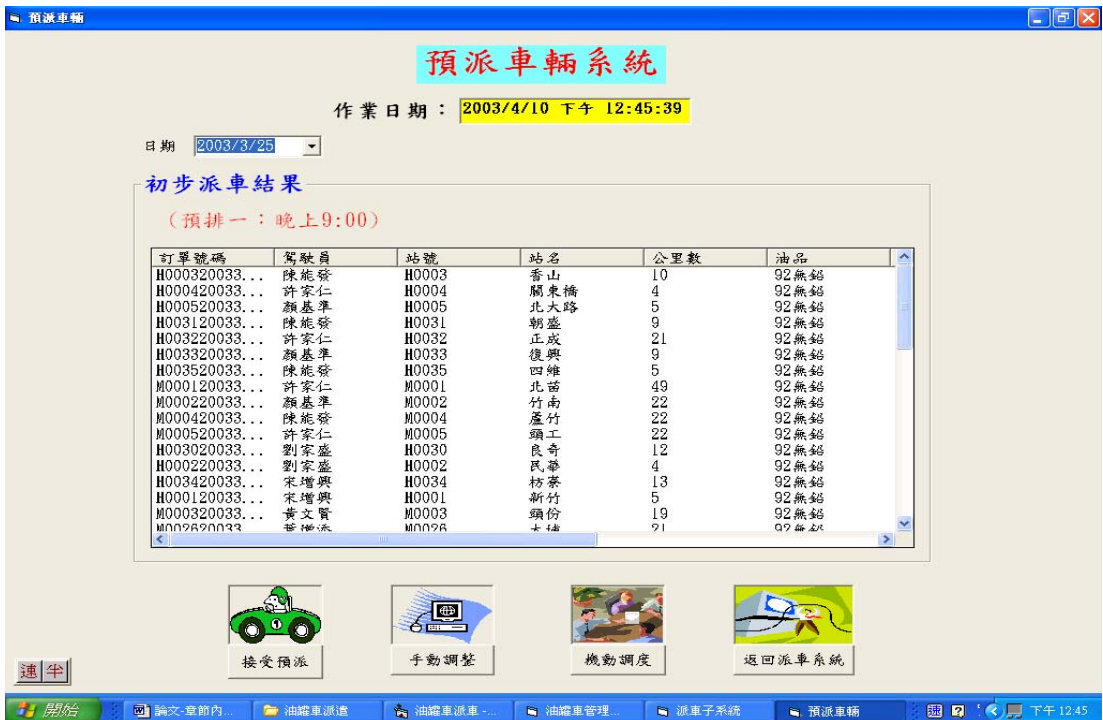 預派車輛
預派車輛系統
作業日期： 2003/4/10 下午 12:45:39
日期 2003/3/25
初步派車結果
（預排一：晚上9:00）
訂單號碼 駕駛員 站號 站名 公里數 油品
H000320033... 陳能發 H0003 香山 10 92無鉛
H000420033... 許家仁 H0004 關東橋 4 92無鉛
H000520033... 顏基準 H0005 北大路 5 92無鉛
H003120033... 陳能發 H0031 朝盛 9 92無鉛
H003220033... 許家仁 H0032 正成 21 92無鉛
H003320033... 顏基準 H0033 復興 9 92無鉛
H003520033... 陳能發 H0035 四維 5 92無鉛
M000120033... 許家仁 M0001 北苗 49 92無鉛
M000220033... 顏基準 M0002 竹南 22 92無鉛
M000420033... 陳能發 M0004 蘆竹 22 92無鉛
M000520033... 許家仁 M0005 頭工 22 92無鉛
H003020033... 劉家盛 H0030 良奇 12 92無鉛
H000220033... 劉家盛 H0002 民華 4 92無鉛
H003420033... 宋增興 H0034 枋寮 13 92無鉛
H000120033... 宋增興 H0001 新竹 5 92無鉛
M000320033... 黃文賢 M0003 頭份 19 92無鉛
M002620033 葉增添 M0026 大埔 21 92無鉛
接受預派 手動調整 機動調度 返回派車系統
速 半
開始 論文-章節內... 油罐車派遣 油罐車派車 -... 油罐車管理... 派車子系統 預派車輛 速 下午 12:45